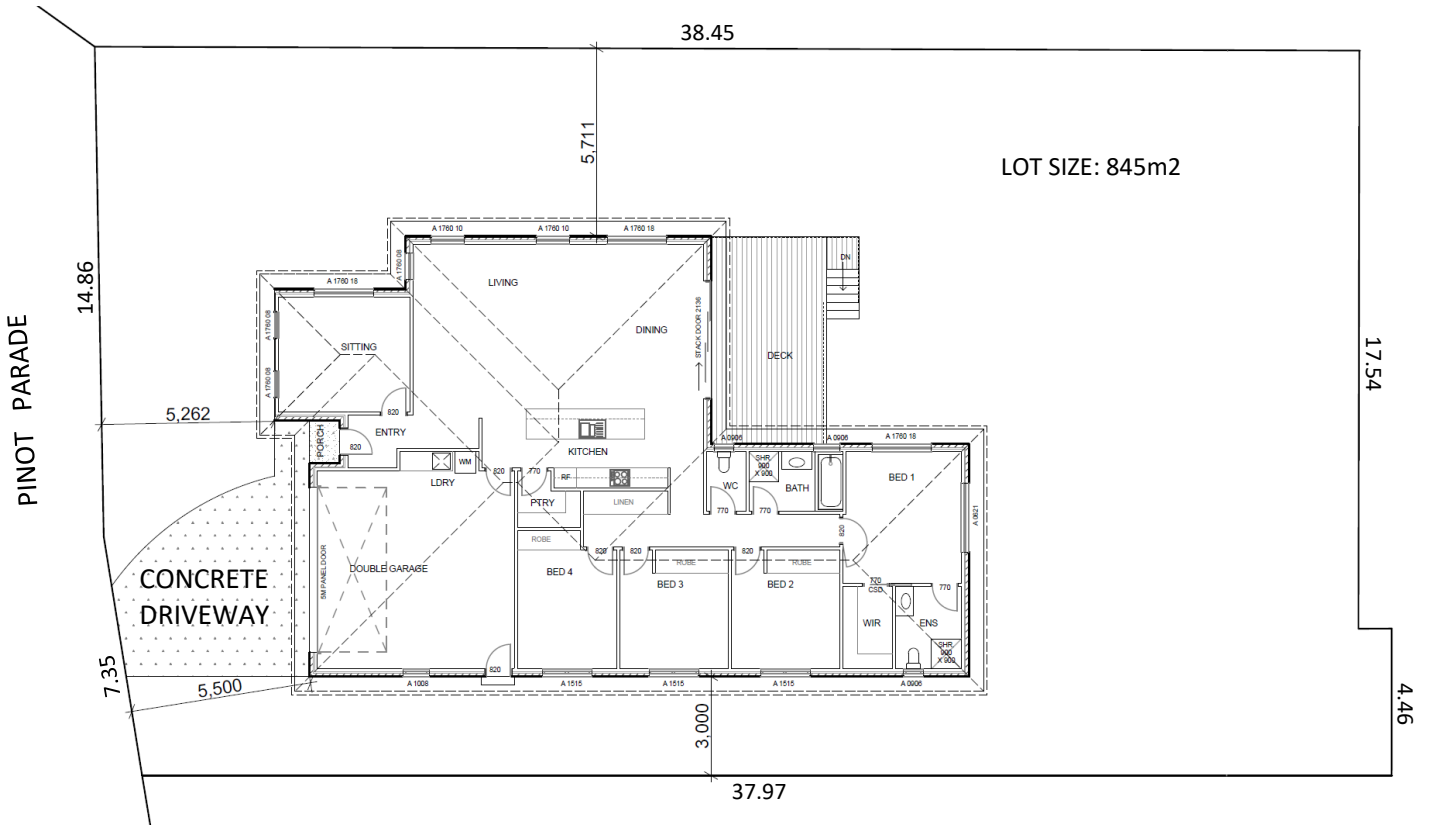 38.45
5,711
LOT SIZE: 845m2
A 1760 10
A 1760 10
A 1760 18
A 1760 08
A 1760 18
LIVING
DN
14.86
DINING
STACK DOOR 2136
A 1760 08
SITTING
DECK
17.54
PINOT PARADE
A 1760 08
5,262
820
PORCH
ENTRY
820
KITCHEN
A 0906
A 0906
A 1760 18
WM
LDRY
820
770
RF
WC
SHR
900
X 900
BATH
BED 1
PTRY
LINEN
770
770
A 0621
820
ROBE
820
820
820
5M PANEL DOOR
DOUBLE GARAGE
BED 4
ROBE
BED 3
ROBE
BED 2
CONCRETE
DRIVEWAY
770
CSD
770
WIR
ENS
SHR
900
X 900
7.35
5,500
820
A 1008
A 1515
A 1515
A 1515
A 0906
3,000
4.46
37.97